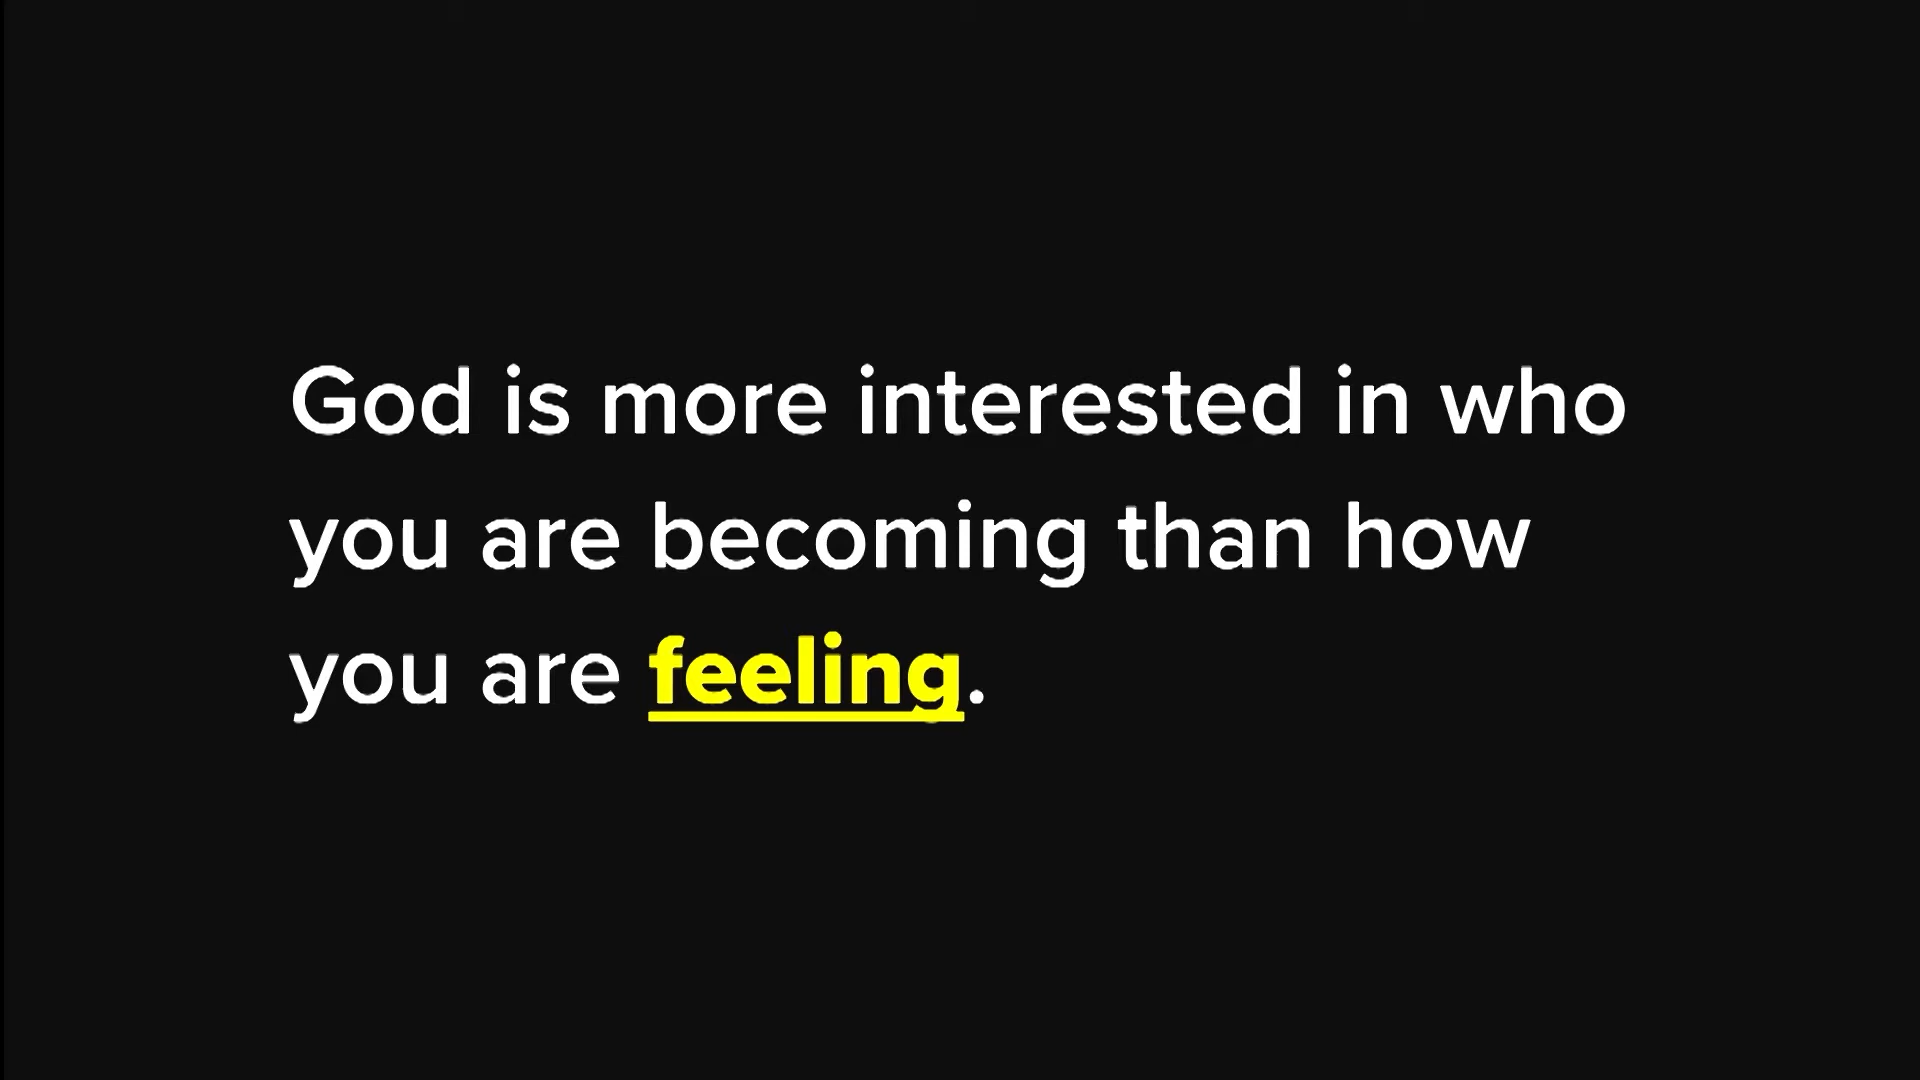 God is more interested in who
you are becoming than how
you are feeling.